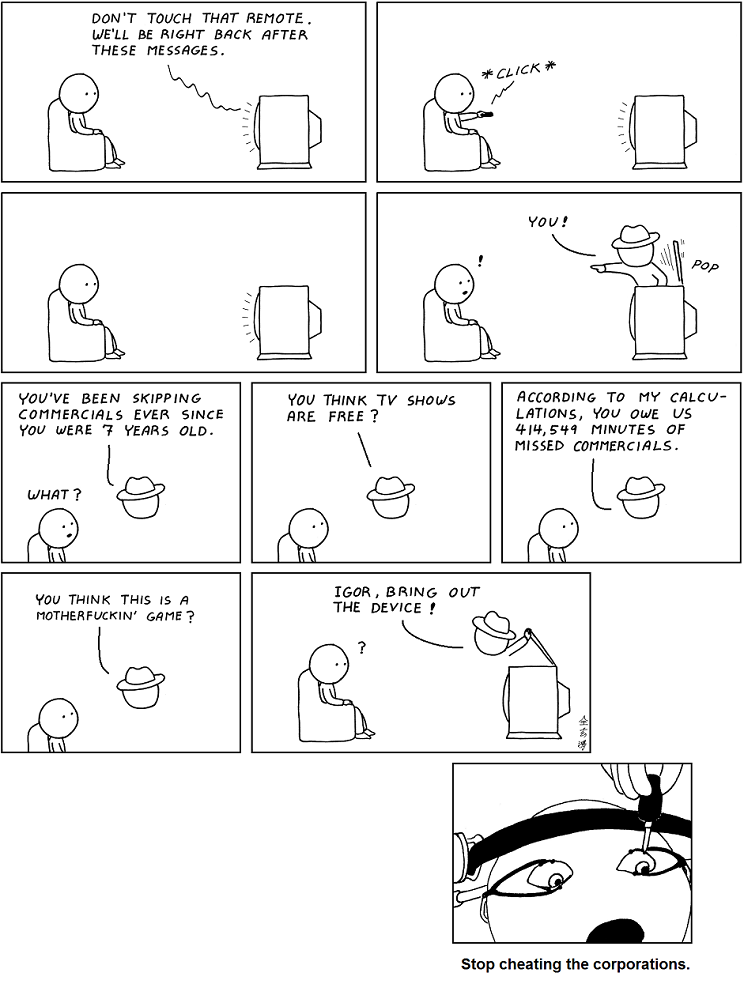 DON'T TOUCH THAT REMOTE.
WE'LL BE RIGHT BACK AFTER
THESE MESSAGES.
*CLICK*
YOU!
!
POP
YOU'VE BEEN SKIPPING
COMMERCIALS EVER SINCE
YOU WERE 7 YEARS OLD.
WHAT?
YOU THINK TV SHOWS
ARE FREE?
ACCORDING TO MY CALCU-
LATIONS, YOU OWE US
414,549 MINUTES OF
MISSED COMMERCIALS.
YOU THINK THIS IS A
MOTHERFUCKIN' GAME?
IGOR, BRING OUT
THE DEVICE!
?
Stop cheating the corporations.